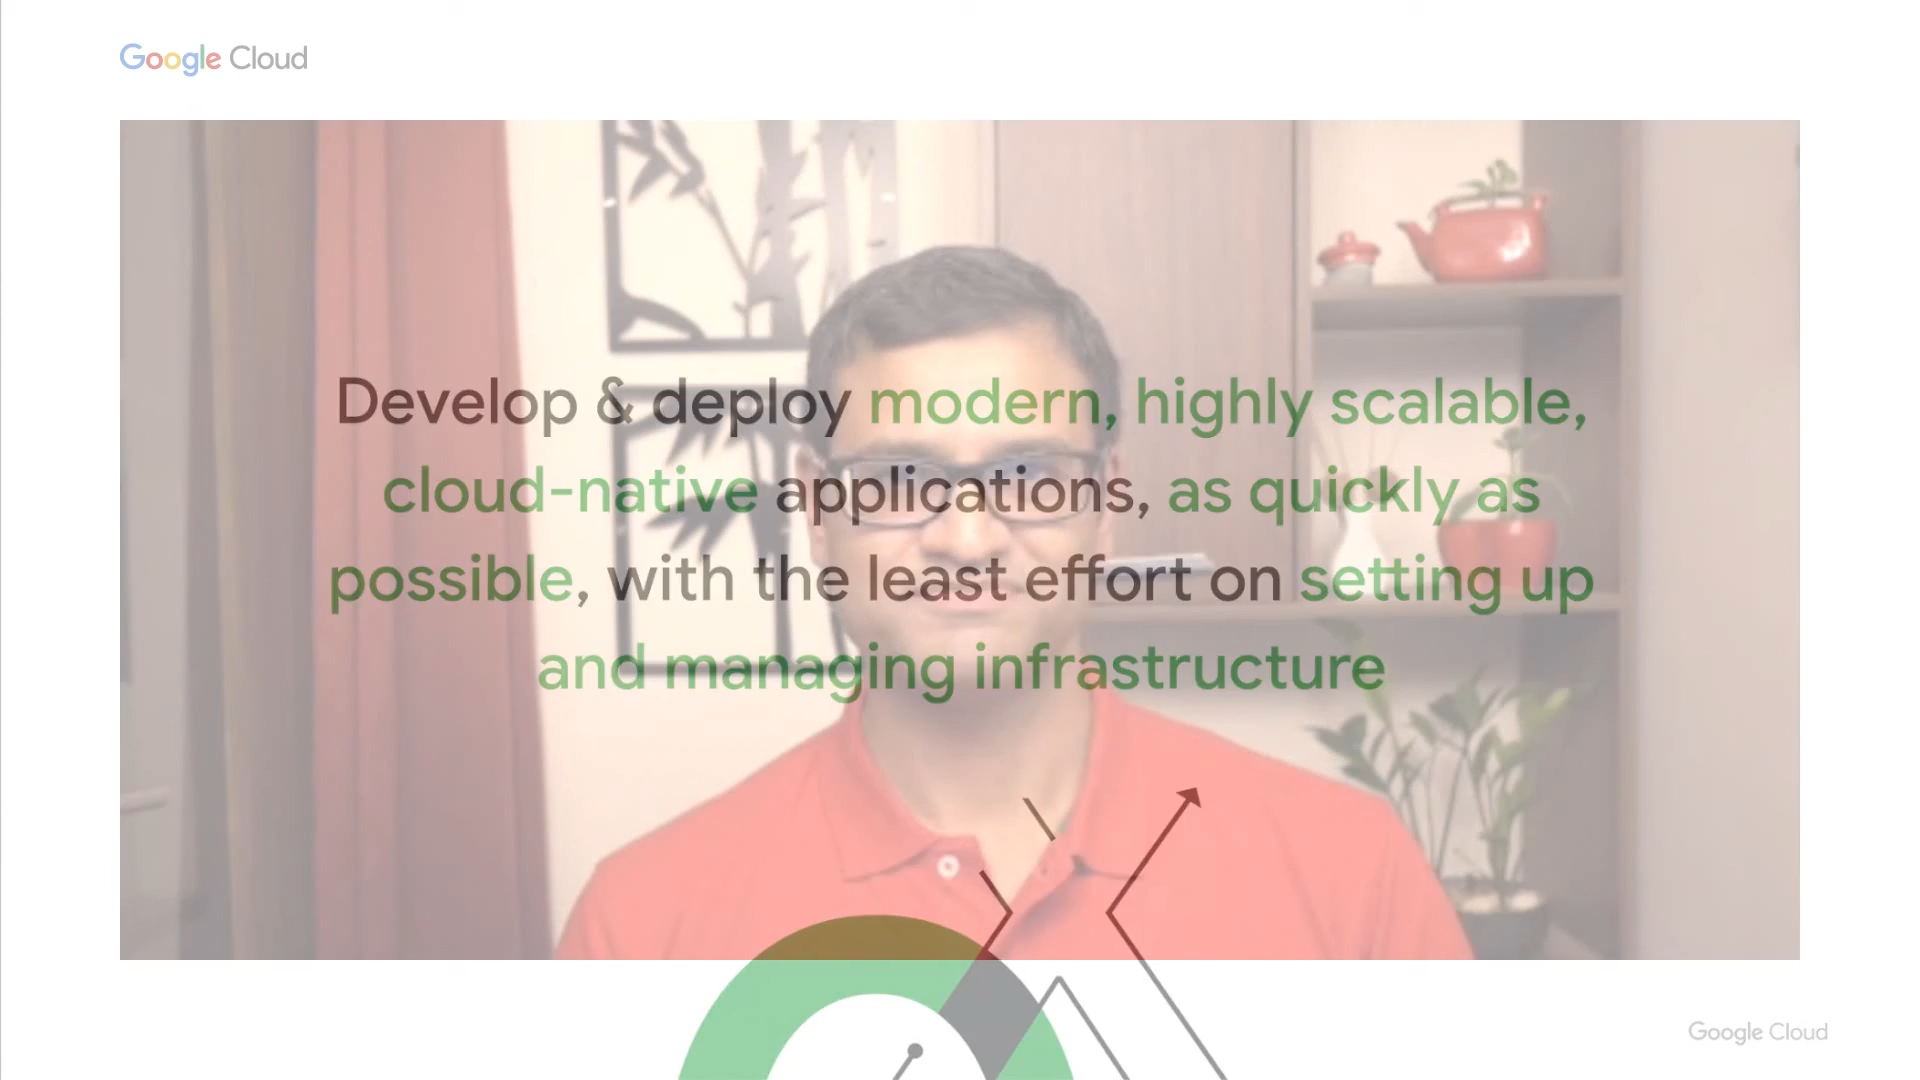 Google Cloud
Develop & deploy modern, highly scalable,
cloud-native applications, as quickly as
possible, with the least effort on setting up
and managing infrastructure
Google Cloud